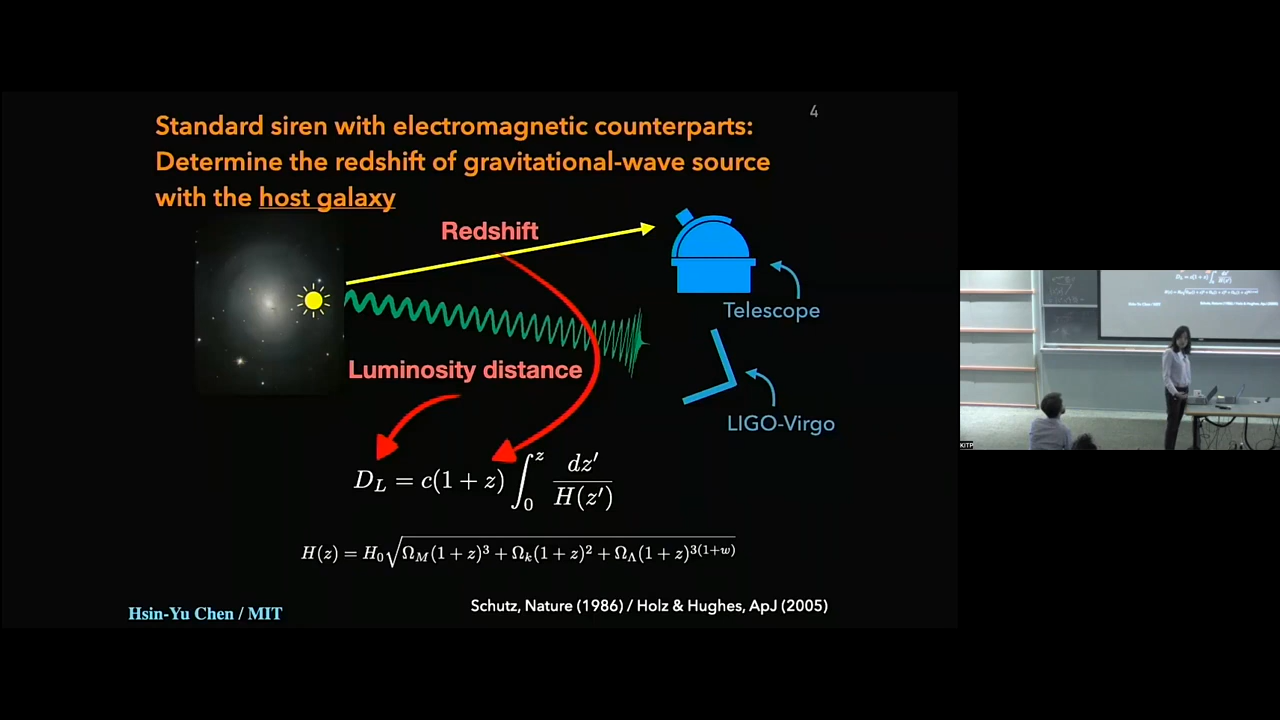 4
Standard siren with electromagnetic counterparts:
Determine the redshift of gravitational-wave source
with the host galaxy
Redshift
Telescope
Luminosity distance
LIGO-Virgo
D_L = c(1 + z) ∫_0^z dz′ / H(z′)
H(z) = H_0 √(Ω_M(1 + z)^3 + Ω_k(1 + z)^2 + Ω_Λ(1 + z)^{3(1+w)})
Schutz, Nature (1986) / Holz & Hughes, ApJ (2005)
Hsin-Yu Chen / MIT
KITP